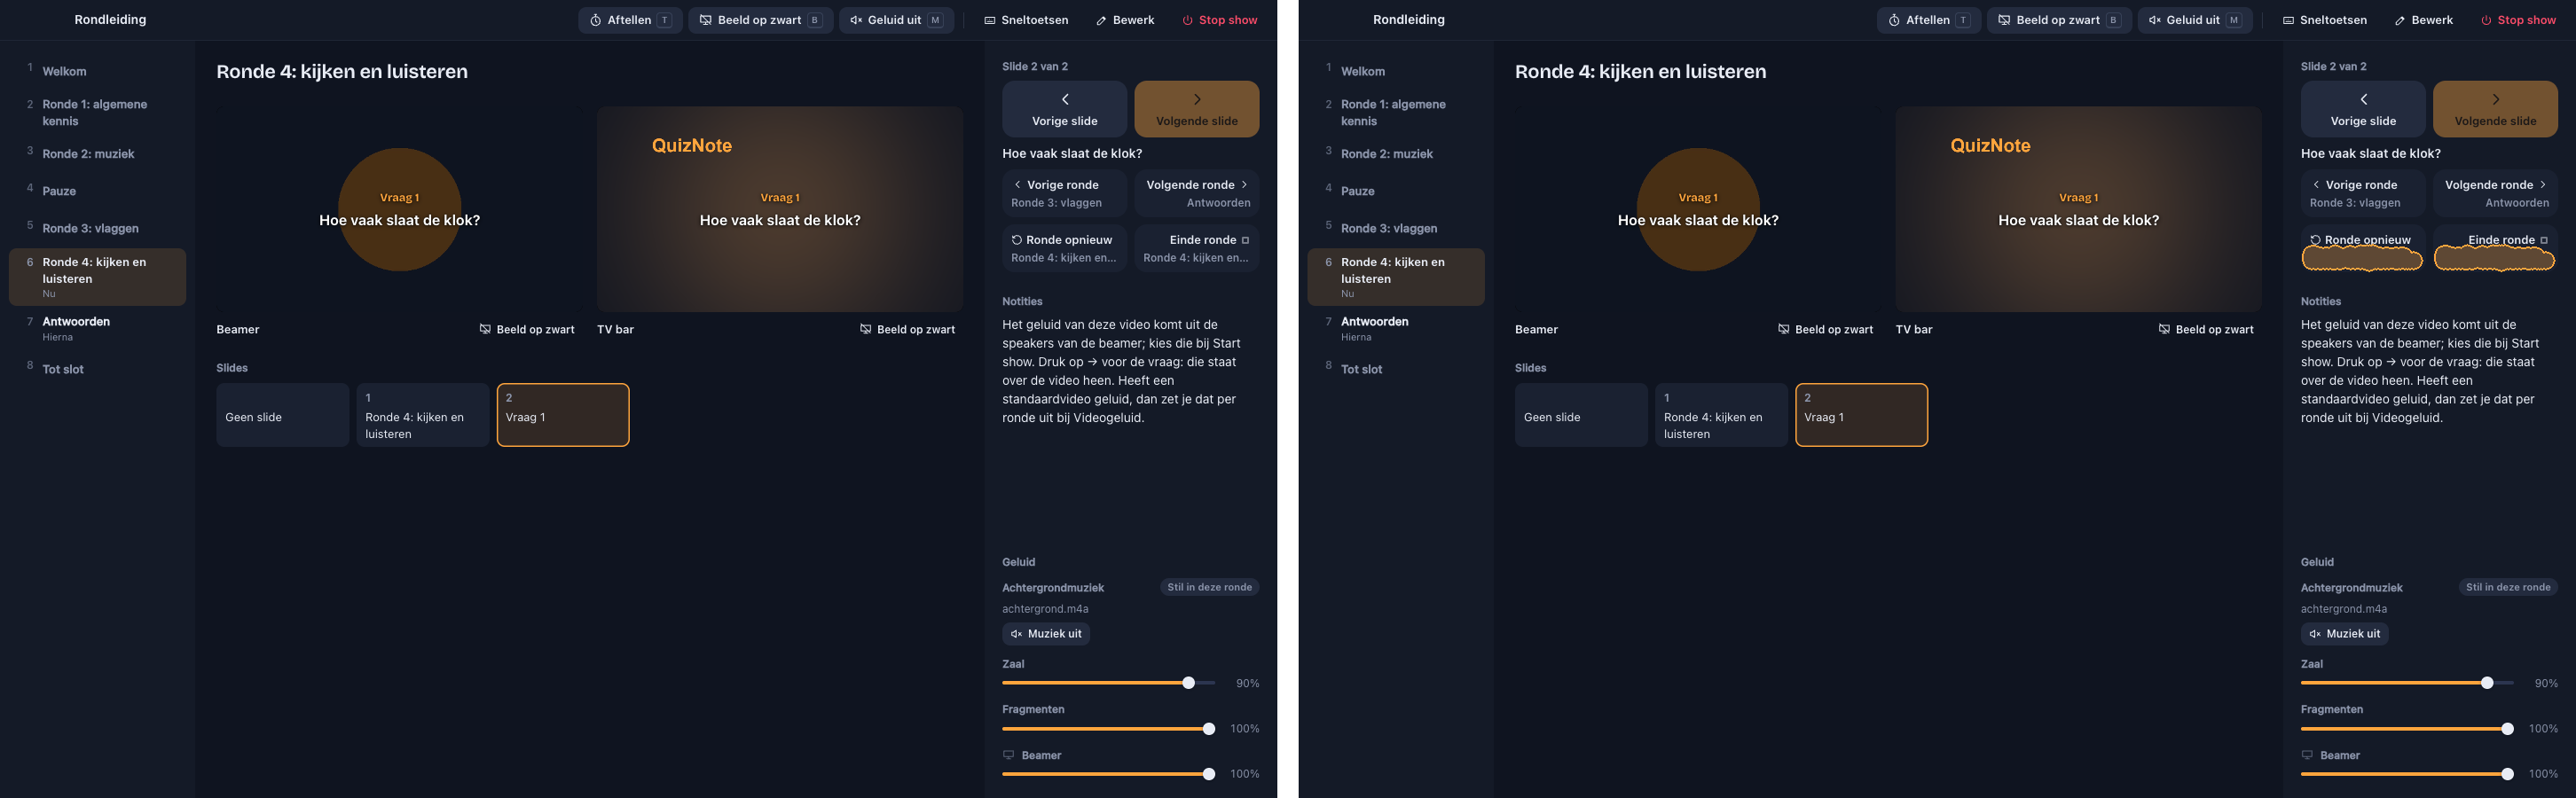 Rondleiding
Aftellen T
Beeld op zwart B
Geluid uit M
Sneltoetsen
Bewerk
Stop show
1 Welkom
2 Ronde 1: algemene
kennis
3 Ronde 2: muziek
4 Pauze
5 Ronde 3: vlaggen
6 Ronde 4: kijken en
luisteren
Nu
7 Antwoorden
Hierna
8 Tot slot
Ronde 4: kijken en luisteren
Vraag 1
Hoe vaak slaat de klok?
QuizNote
Vraag 1
Hoe vaak slaat de klok?
Beamer
Beeld op zwart
TV bar
Beeld op zwart
Slides
Geen slide
1
Ronde 4: kijken en
luisteren
2
Vraag 1
Slide 2 van 2
Vorige slide
Volgende slide
Hoe vaak slaat de klok?
Vorige ronde
Ronde 3: vlaggen
Volgende ronde
Antwoorden
Ronde opnieuw
Ronde 4: kijken en...
Einde ronde
Ronde 4: kijken en...
Notities
Het geluid van deze video komt uit de
speakers van de beamer; kies die bij Start
show. Druk op → voor de vraag: die staat
over de video heen. Heeft een
standaardvideo geluid, dan zet je dat per
ronde uit bij Videogeluid.
Geluid
Achtergrondmuziek
Stil in deze ronde
achtergrond.m4a
Muziek uit
Zaal
90%
Fragmenten
100%
Beamer
100%
Rondleiding
Aftellen T
Beeld op zwart B
Geluid uit M
Sneltoetsen
Bewerk
Stop show
1 Welkom
2 Ronde 1: algemene
kennis
3 Ronde 2: muziek
4 Pauze
5 Ronde 3: vlaggen
6 Ronde 4: kijken en
luisteren
Nu
7 Antwoorden
Hierna
8 Tot slot
Ronde 4: kijken en luisteren
Vraag 1
Hoe vaak slaat de klok?
QuizNote
Vraag 1
Hoe vaak slaat de klok?
Beamer
Beeld op zwart
TV bar
Beeld op zwart
Slides
Geen slide
1
Ronde 4: kijken en
luisteren
2
Vraag 1
Slide 2 van 2
Vorige slide
Volgende slide
Hoe vaak slaat de klok?
Vorige ronde
Ronde 3: vlaggen
Volgende ronde
Antwoorden
Ronde opnieuw
Einde ronde
Notities
Het geluid van deze video komt uit de
speakers van de beamer; kies die bij Start
show. Druk op → voor de vraag: die staat
over de video heen. Heeft een
standaardvideo geluid, dan zet je dat per
ronde uit bij Videogeluid.
Geluid
Achtergrondmuziek
Stil in deze ronde
achtergrond.m4a
Muziek uit
Zaal
90%
Fragmenten
100%
Beamer
100%